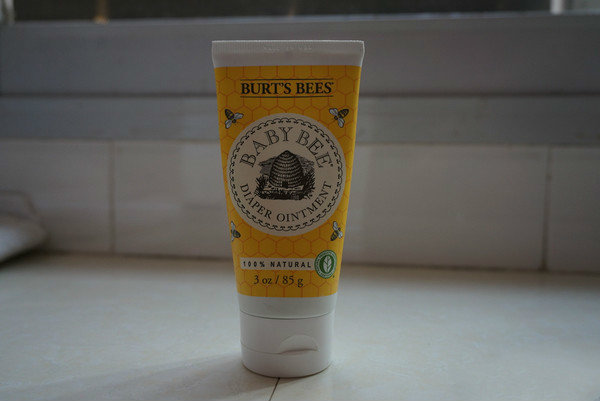 BURT'S BEES®
BABY BEE®
DIAPER OINTMENT
100% NATURAL
3 oz / 85 g